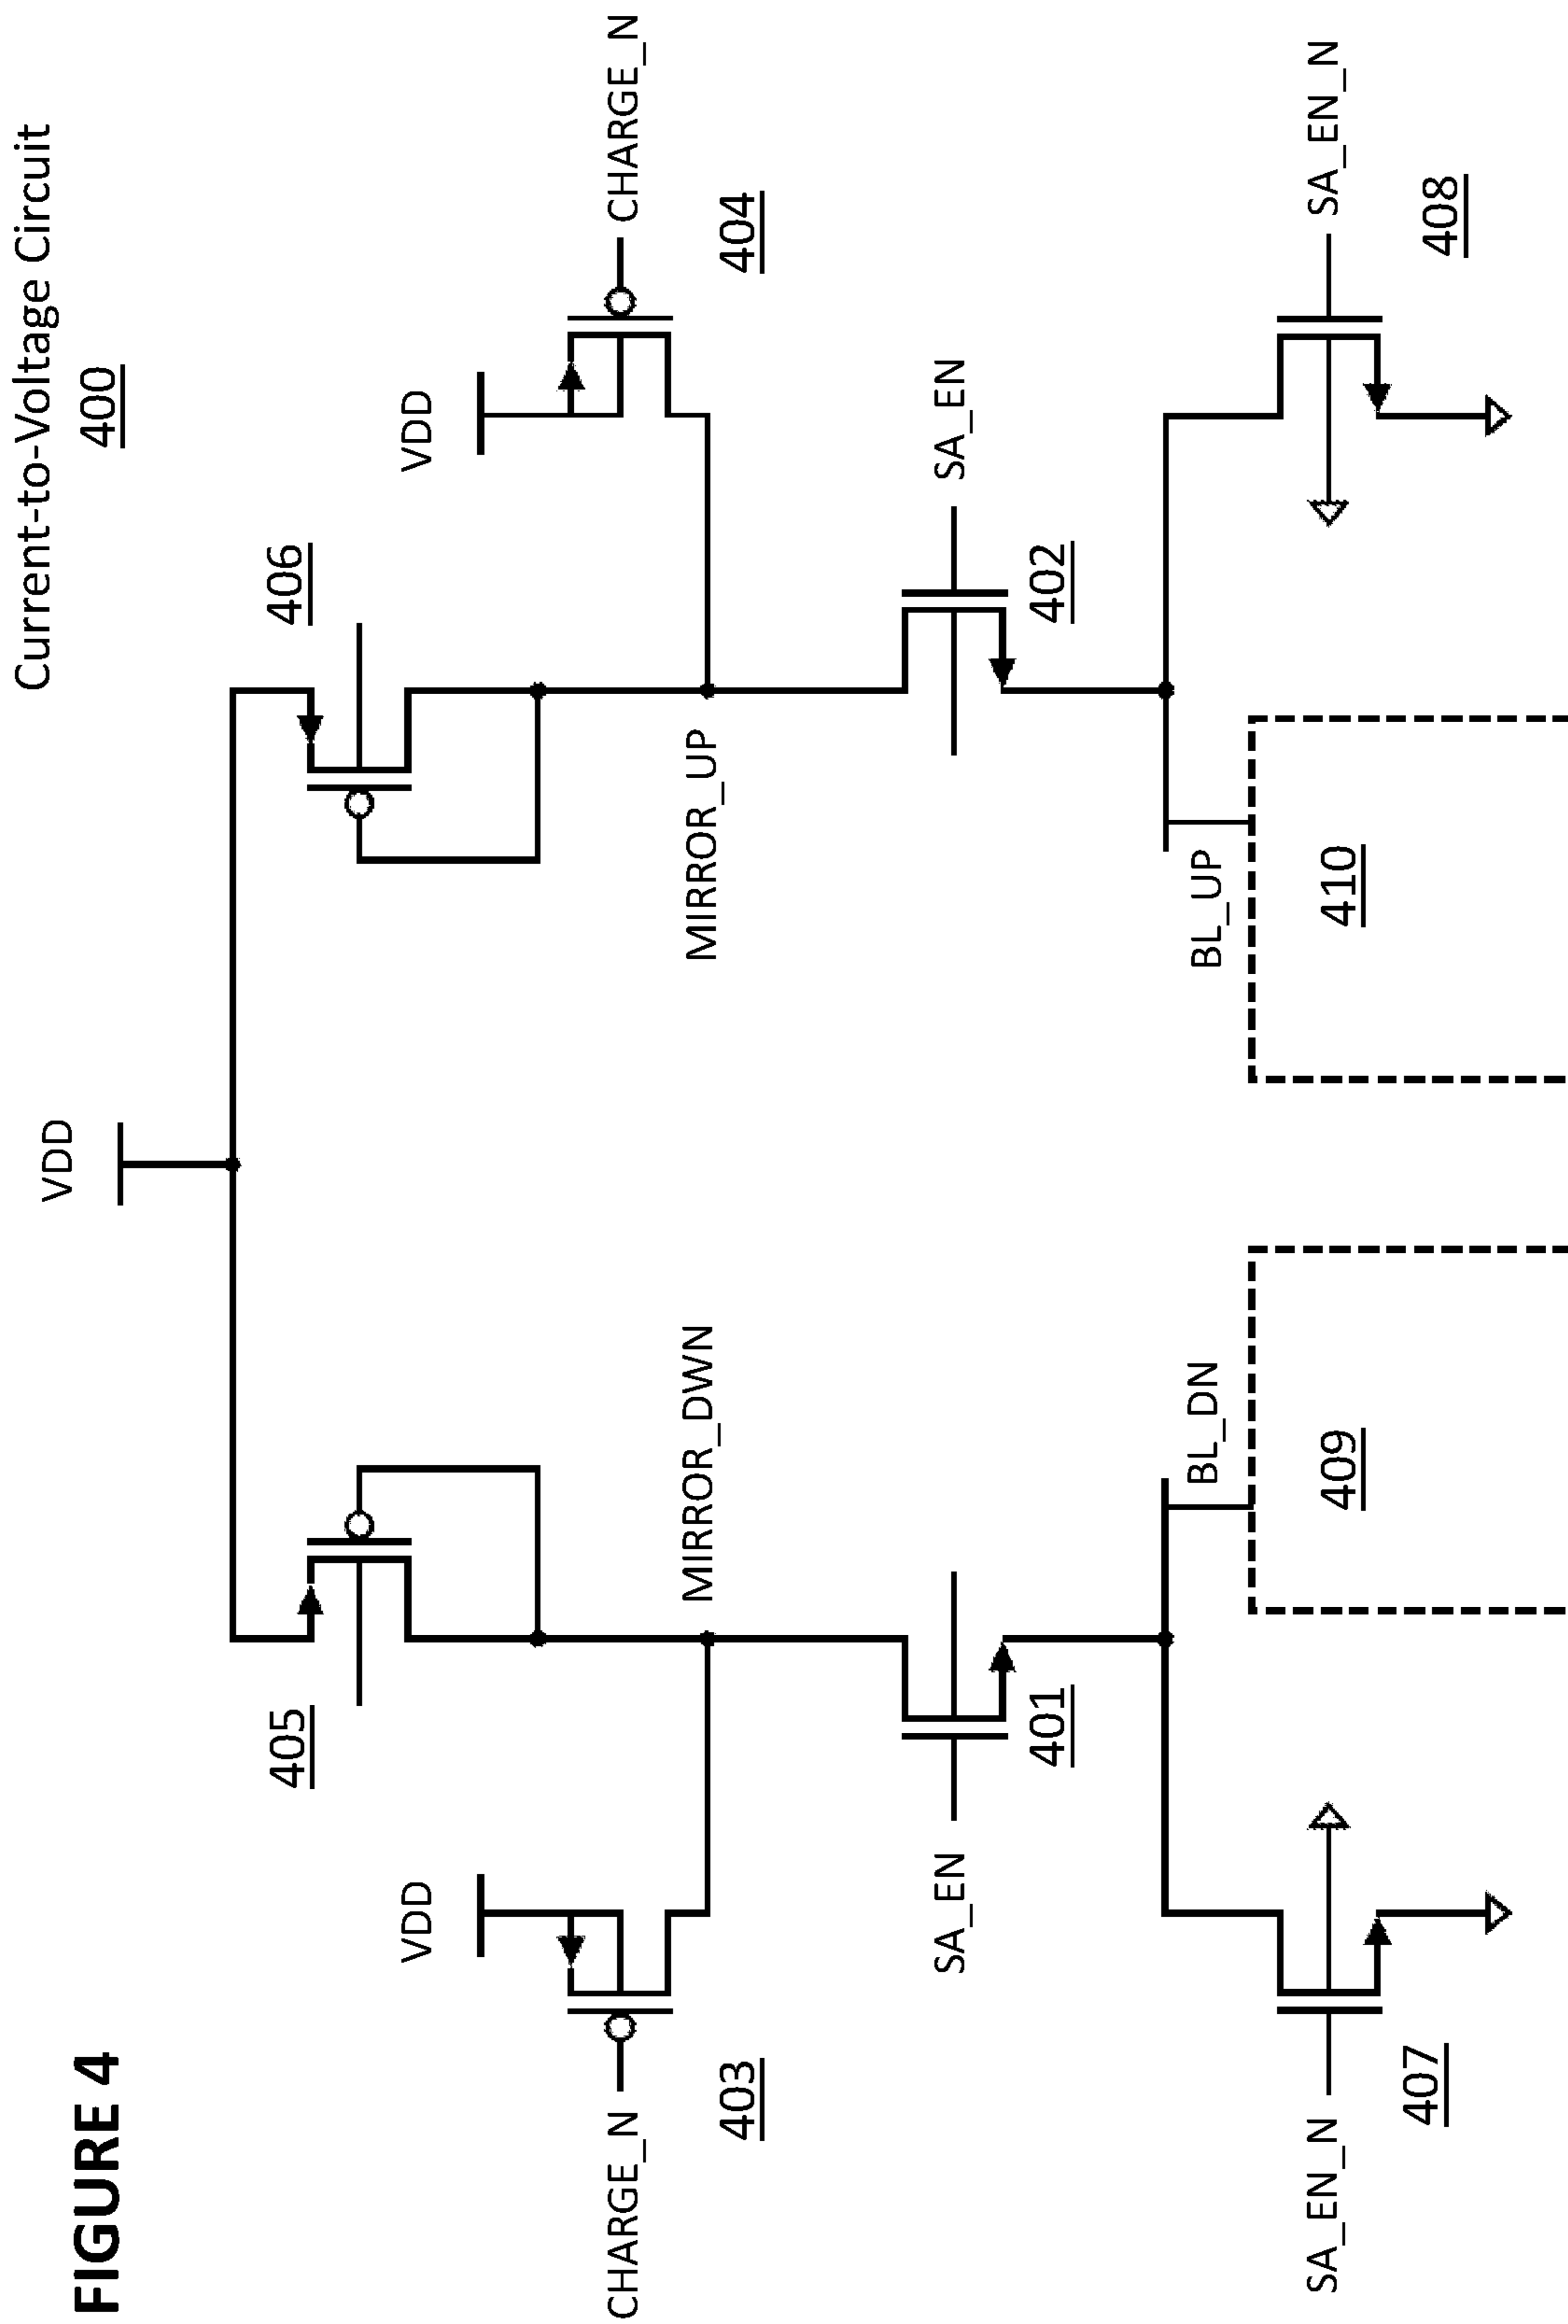 FIGURE 4
Current-to-Voltage Circuit
400
VDD
405
406
VDD
VDD
CHARGE_N
CHARGE_N
403
404
MIRROR_DWN
MIRROR_UP
SA_EN
SA_EN
401
402
BL_DN
BL_UP
SA_EN_N
SA_EN_N
409
410
407
408